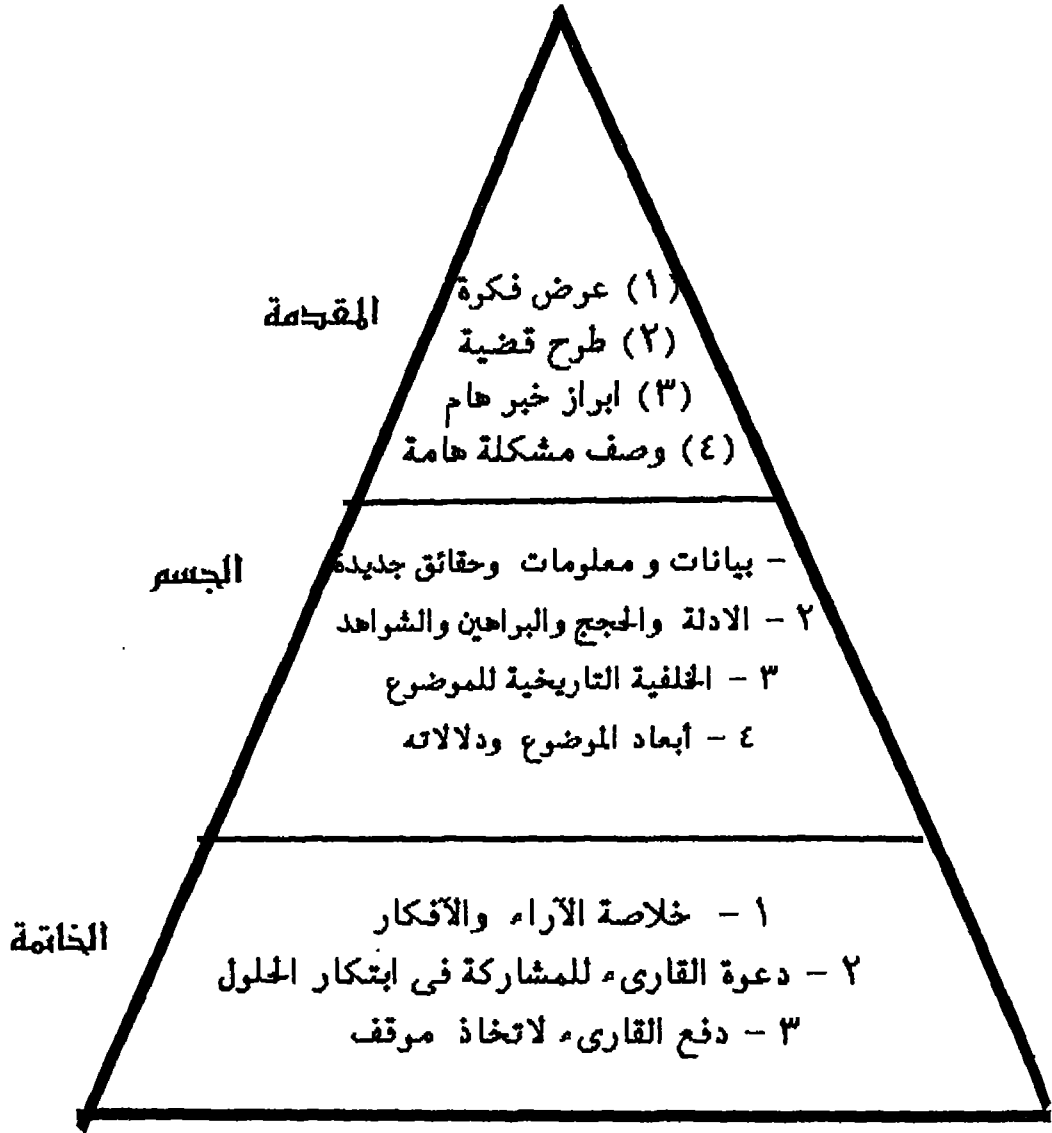 المقدمة
(١) عرض فكرة
(٢) طرح قضية
(٣) ابراز خبر هام
(٤) وصف مشكلة هامة
الجسم
- بيانات و معلومات وحقائق جديدة
٢ - الادلة والحجج والبراهين والشواهد
٣ - الخلفية التاريخية للموضوع
٤ - أبعاد الموضوع ودلالاته
الخاتمة
١ - خلاصة الآراء والآفكار
٢ - دعوة القارىء للمشاركة فى ابتكار الحلول
٣ - دفع القارىء لاتخاذ موقف